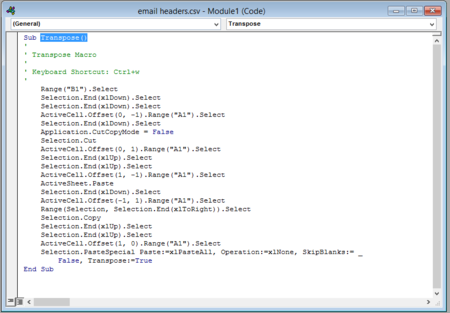 email headers.csv - Module1 (Code)
(General) Transpose
Sub Transpose()
'
' Transpose Macro
'
' Keyboard Shortcut: Ctrl+w
'
Range("B1").Select
Selection.End(xlDown).Select
Selection.End(xlDown).Select
ActiveCell.Offset(0, -1).Range("A1").Select
Selection.End(xlDown).Select
Application.CutCopyMode = False
Selection.Cut
ActiveCell.Offset(0, 1).Range("A1").Select
Selection.End(xlUp).Select
Selection.End(xlUp).Select
ActiveCell.Offset(1, -1).Range("A1").Select
ActiveSheet.Paste
Selection.End(xlDown).Select
ActiveCell.Offset(-1, 1).Range("A1").Select
Range(Selection, Selection.End(xlToRight)).Select
Selection.Copy
Selection.End(xlUp).Select
Selection.End(xlUp).Select
ActiveCell.Offset(1, 0).Range("A1").Select
Selection.PasteSpecial Paste:=xlPasteAll, Operation:=xlNone, SkipBlanks:= _
False, Transpose:=True
End Sub